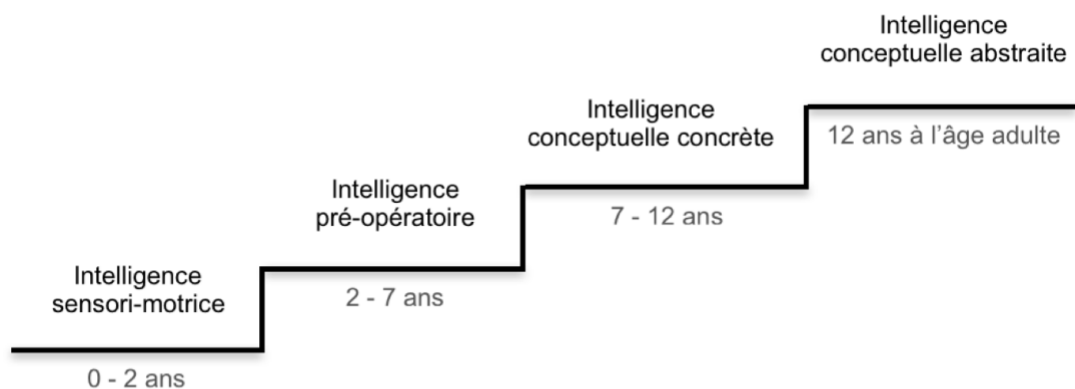 Intelligence
conceptuelle abstraite
12 ans à l'âge adulte
Intelligence
conceptuelle concrète
7 - 12 ans
Intelligence
pré-opératoire
2 - 7 ans
Intelligence
sensori-motrice
0 - 2 ans